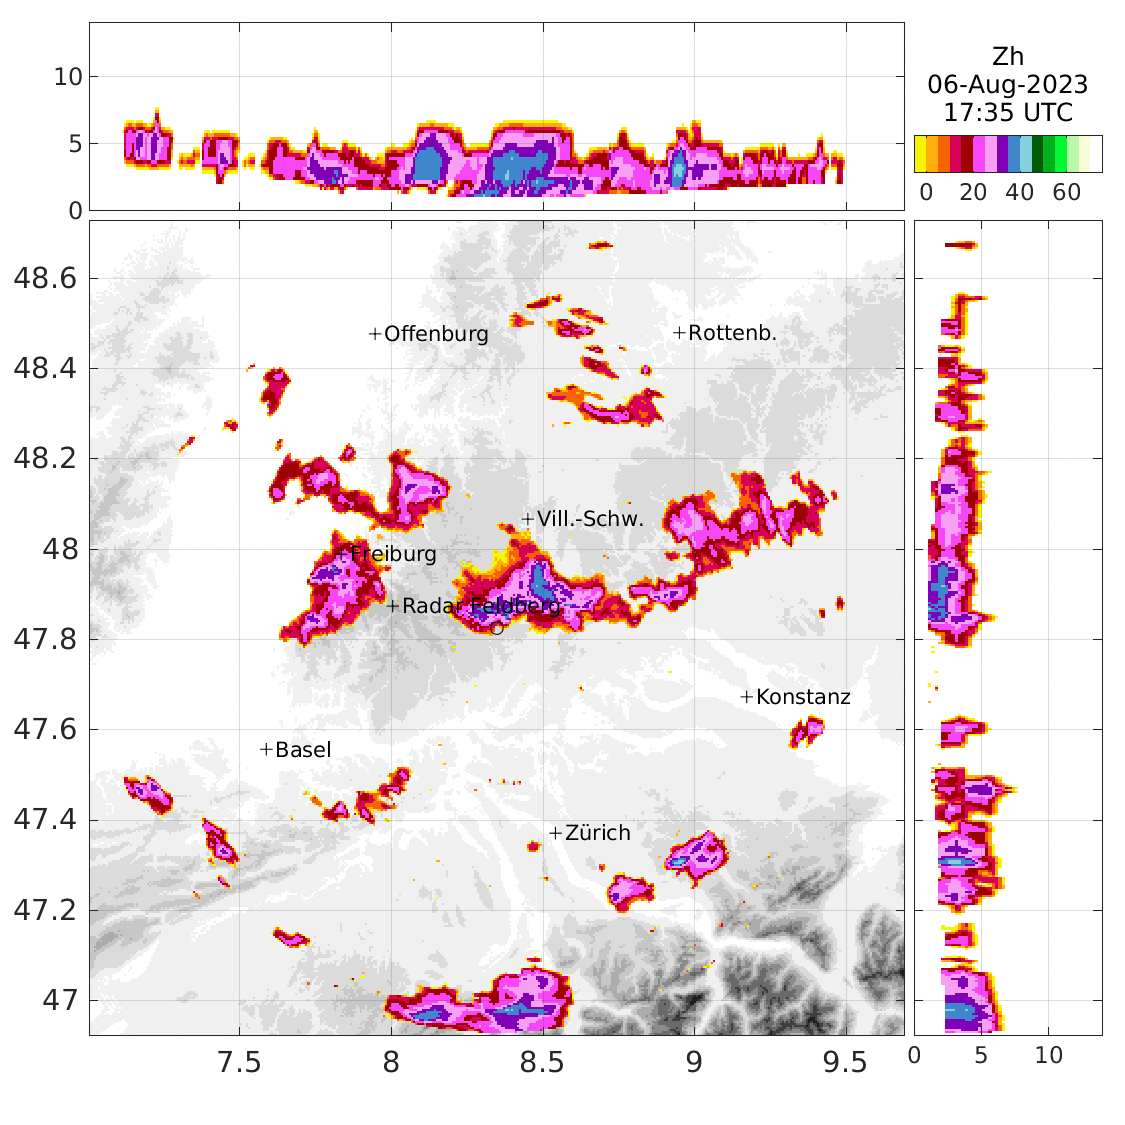 10
5
0
Zh
06-Aug-2023
17:35 UTC
0 20 40 60
48.6
48.4
48.2
48
47.8
47.6
47.4
47.2
47
+Offenburg
+Rottenb.
+Vill.-Schw.
+Freiburg
+Radar Feldberg
+Konstanz
+Basel
+Zürich
7.5 8 8.5 9 9.5
0 5 10